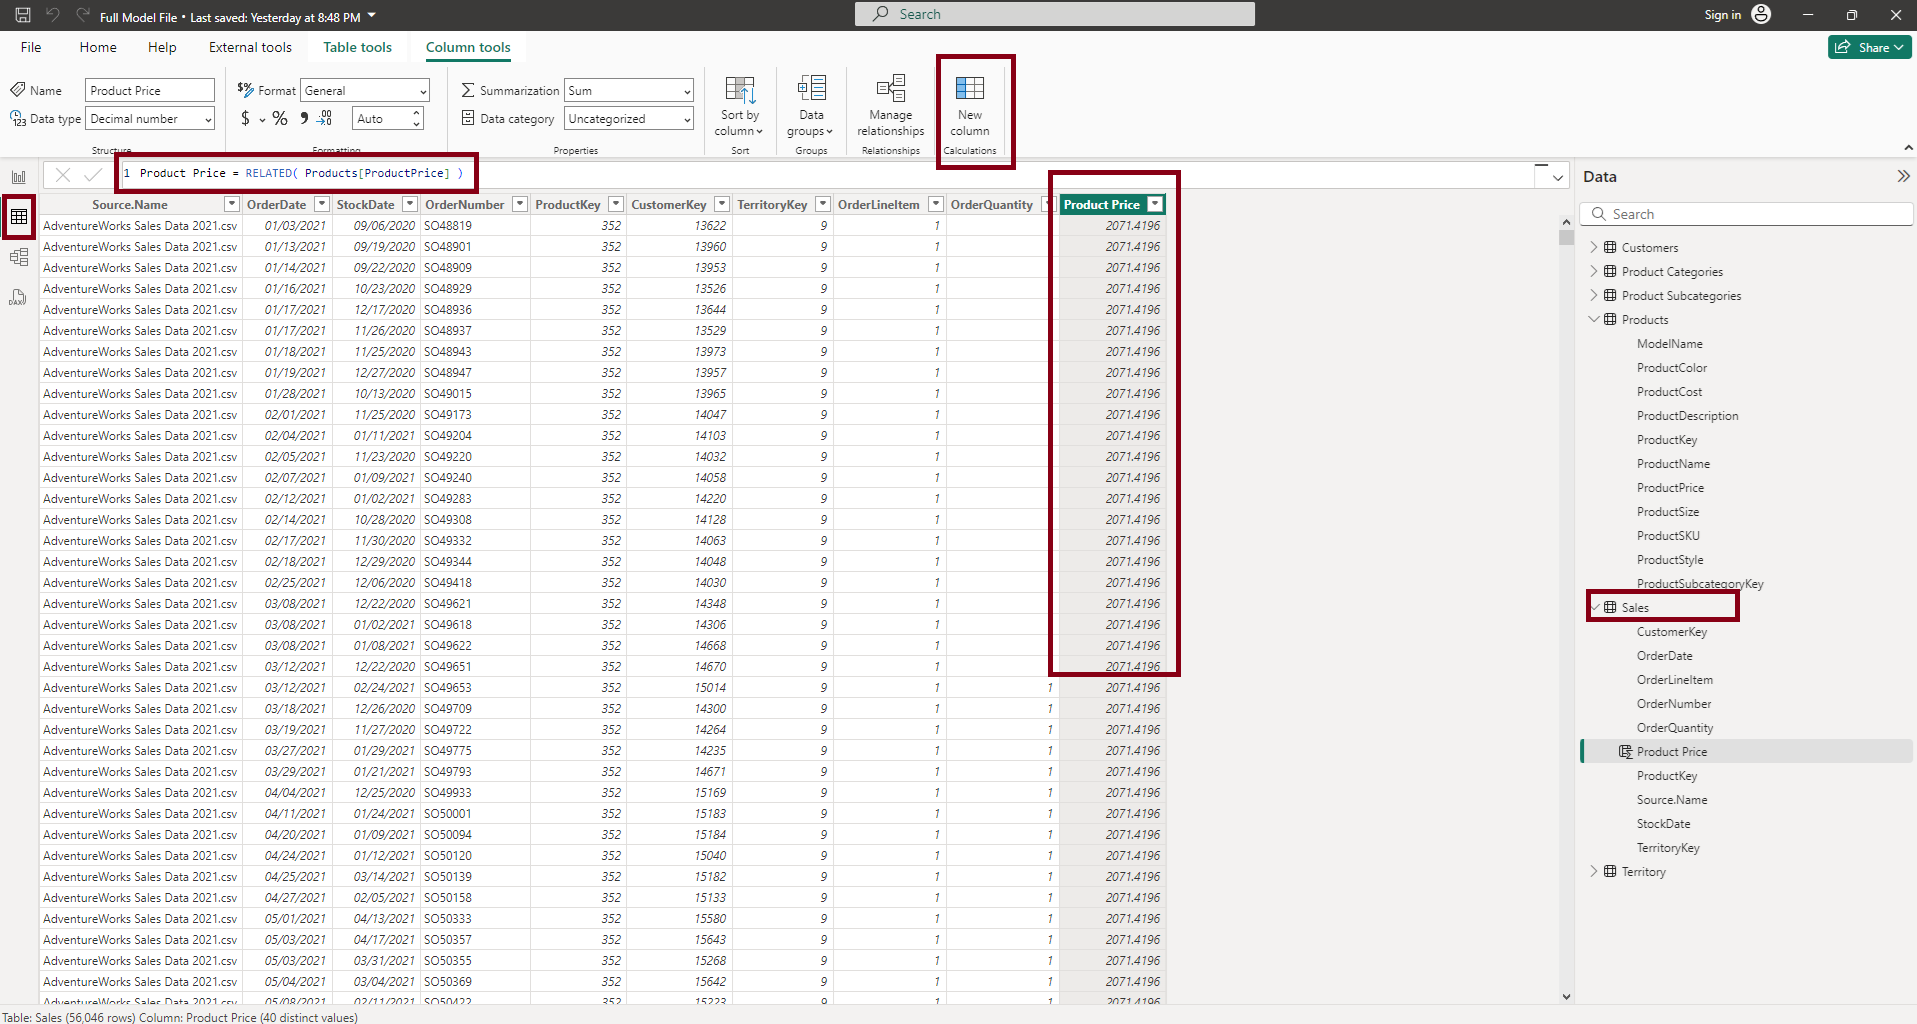 Full Model File • Last saved: Yesterday at 8:48 PM
Search
Sign in
File Home Help External tools Table tools Column tools
Share
Name Product Price
Data type Decimal number
Structure
Format General
$ % Auto
Formatting
Summarization Sum
Data category Uncategorized
Properties
Sort by column
Sort
Data groups
Groups
Manage relationships
Relationships
New column
Calculations
1 Product Price = RELATED( Products[ProductPrice] )
Source.Name OrderDate StockDate OrderNumber ProductKey CustomerKey TerritoryKey OrderLineItem OrderQuantity Product Price
AdventureWorks Sales Data 2021.csv 01/03/2021 09/06/2020 SO48819 352 13622 9 1 2071.4196
AdventureWorks Sales Data 2021.csv 01/13/2021 09/19/2020 SO48901 352 13960 9 1 2071.4196
AdventureWorks Sales Data 2021.csv 01/14/2021 09/22/2020 SO48909 352 13953 9 1 2071.4196
AdventureWorks Sales Data 2021.csv 01/16/2021 10/23/2020 SO48929 352 13526 9 1 2071.4196
AdventureWorks Sales Data 2021.csv 01/17/2021 12/17/2020 SO48936 352 13644 9 1 2071.4196
AdventureWorks Sales Data 2021.csv 01/17/2021 11/26/2020 SO48937 352 13529 9 1 2071.4196
AdventureWorks Sales Data 2021.csv 01/18/2021 11/25/2020 SO48943 352 13973 9 1 2071.4196
AdventureWorks Sales Data 2021.csv 01/19/2021 12/27/2020 SO48947 352 13957 9 1 2071.4196
AdventureWorks Sales Data 2021.csv 01/28/2021 10/13/2020 SO49015 352 13965 9 1 2071.4196
AdventureWorks Sales Data 2021.csv 02/01/2021 11/25/2020 SO49173 352 14047 9 1 2071.4196
AdventureWorks Sales Data 2021.csv 02/04/2021 01/11/2021 SO49204 352 14103 9 1 2071.4196
AdventureWorks Sales Data 2021.csv 02/05/2021 11/23/2020 SO49220 352 14032 9 1 2071.4196
AdventureWorks Sales Data 2021.csv 02/07/2021 01/09/2021 SO49240 352 14058 9 1 2071.4196
AdventureWorks Sales Data 2021.csv 02/12/2021 01/02/2021 SO49283 352 14220 9 1 2071.4196
AdventureWorks Sales Data 2021.csv 02/14/2021 10/28/2020 SO49308 352 14128 9 1 2071.4196
AdventureWorks Sales Data 2021.csv 02/17/2021 11/30/2020 SO49332 352 14063 9 1 2071.4196
AdventureWorks Sales Data 2021.csv 02/18/2021 12/29/2020 SO49344 352 14048 9 1 2071.4196
AdventureWorks Sales Data 2021.csv 02/25/2021 12/06/2020 SO49418 352 14030 9 1 2071.4196
AdventureWorks Sales Data 2021.csv 03/08/2021 12/22/2020 SO49621 352 14348 9 1 2071.4196
AdventureWorks Sales Data 2021.csv 03/08/2021 01/02/2021 SO49618 352 14306 9 1 2071.4196
AdventureWorks Sales Data 2021.csv 03/08/2021 01/08/2021 SO49622 352 14668 9 1 2071.4196
AdventureWorks Sales Data 2021.csv 03/12/2021 12/22/2020 SO49651 352 14670 9 1 2071.4196
AdventureWorks Sales Data 2021.csv 03/12/2021 02/24/2021 SO49653 352 15014 9 1 1 2071.4196
AdventureWorks Sales Data 2021.csv 03/18/2021 12/26/2020 SO49709 352 14300 9 1 1 2071.4196
AdventureWorks Sales Data 2021.csv 03/19/2021 11/27/2020 SO49722 352 14264 9 1 1 2071.4196
AdventureWorks Sales Data 2021.csv 03/27/2021 01/29/2021 SO49775 352 14235 9 1 1 2071.4196
AdventureWorks Sales Data 2021.csv 03/29/2021 01/21/2021 SO49793 352 14671 9 1 1 2071.4196
AdventureWorks Sales Data 2021.csv 04/04/2021 12/25/2020 SO49933 352 15169 9 1 1 2071.4196
AdventureWorks Sales Data 2021.csv 04/11/2021 01/24/2021 SO50001 352 15183 9 1 1 2071.4196
AdventureWorks Sales Data 2021.csv 04/20/2021 01/09/2021 SO50094 352 15184 9 1 1 2071.4196
AdventureWorks Sales Data 2021.csv 04/24/2021 01/12/2021 SO50120 352 15040 9 1 1 2071.4196
AdventureWorks Sales Data 2021.csv 04/25/2021 03/14/2021 SO50139 352 15182 9 1 1 2071.4196
AdventureWorks Sales Data 2021.csv 04/27/2021 02/05/2021 SO50158 352 15133 9 1 1 2071.4196
AdventureWorks Sales Data 2021.csv 05/01/2021 04/13/2021 SO50333 352 15580 9 1 1 2071.4196
AdventureWorks Sales Data 2021.csv 05/03/2021 04/17/2021 SO50357 352 15643 9 1 1 2071.4196
AdventureWorks Sales Data 2021.csv 05/03/2021 03/31/2021 SO50355 352 15268 9 1 1 2071.4196
AdventureWorks Sales Data 2021.csv 05/04/2021 03/04/2021 SO50369 352 15642 9 1 1 2071.4196
AdventureWorks Sales Data 2021.csv 05/08/2021 02/11/2021 SO50422 352 15223 9 1 1 2071.4196
Data
Search
Customers
Product Categories
Product Subcategories
Products
ModelName
ProductColor
ProductCost
ProductDescription
ProductKey
ProductName
ProductPrice
ProductSize
ProductSKU
ProductStyle
ProductSubcategoryKey
Sales
CustomerKey
OrderDate
OrderLineItem
OrderNumber
OrderQuantity
Product Price
ProductKey
Source.Name
StockDate
TerritoryKey
Territory
Table: Sales (56,046 rows) Column: Product Price (40 distinct values)